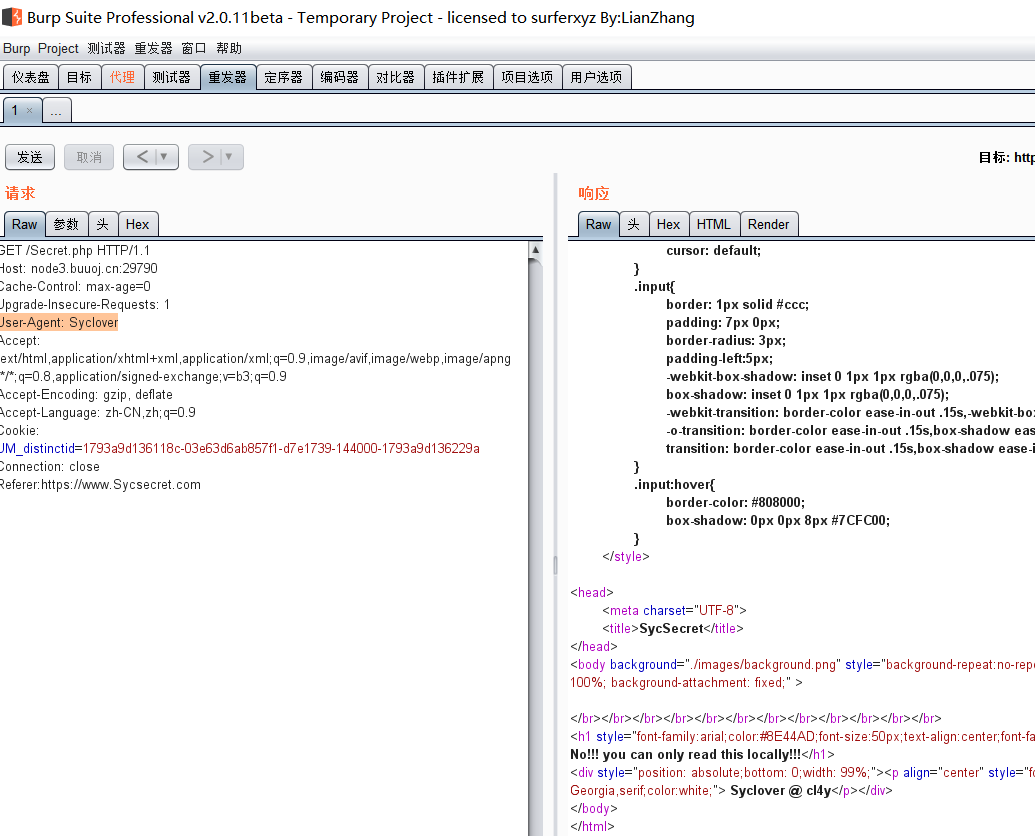 Burp Suite Professional v2.0.11beta - Temporary Project - licensed to surferxyz By:LianZhang
Burp Project 测试器 重发器 窗口 帮助
仪表盘 目标 代理 测试器 重发器 定序器 编码器 对比器 插件扩展 项目选项 用户选项
1 × ...
发送 取消 < ▼ > ▼ 目标: http
请求
Raw 参数 头 Hex
GET /Secret.php HTTP/1.1
Host: node3.buuoj.cn:29790
Cache-Control: max-age=0
Upgrade-Insecure-Requests: 1
User-Agent: Syclover
Accept:
ext/html,application/xhtml+xml,application/xml;q=0.9,image/avif,image/webp,image/apng
*/*;q=0.8,application/signed-exchange;v=b3;q=0.9
Accept-Encoding: gzip, deflate
Accept-Language: zh-CN,zh;q=0.9
Cookie:
UM_distinctid=1793a9d136118c-03e63d6ab857f1-d7e1739-144000-1793a9d136229a
Connection: close
Referer:https://www.Sycsecret.com
响应
Raw 头 Hex HTML Render
cursor: default;
}
.input{
border: 1px solid #ccc;
padding: 7px 0px;
border-radius: 3px;
padding-left:5px;
-webkit-box-shadow: inset 0 1px 1px rgba(0,0,0,.075);
box-shadow: inset 0 1px 1px rgba(0,0,0,.075);
-webkit-transition: border-color ease-in-out .15s,-webkit-bo
-o-transition: border-color ease-in-out .15s,box-shadow eas
transition: border-color ease-in-out .15s,box-shadow ease-i
}
.input:hover{
border-color: #808000;
box-shadow: 0px 0px 8px #7CFC00;
}
</style>
<head>
<meta charset="UTF-8">
<title>SycSecret</title>
</head>
<body background="./images/background.png" style="background-repeat:no-repe
100%; background-attachment: fixed;" >
</br></br></br></br></br></br></br></br></br></br></br></br>
<h1 style="font-family:arial;color:#8E44AD;font-size:50px;text-align:center;font-fa
No!!! you can only read this locally!!!</h1>
<div style="position: absolute;bottom: 0;width: 99%;"><p align="center" style="fo
Georgia,serif;color:white;"> Syclover @ cl4y</p></div>
</body>
</html>